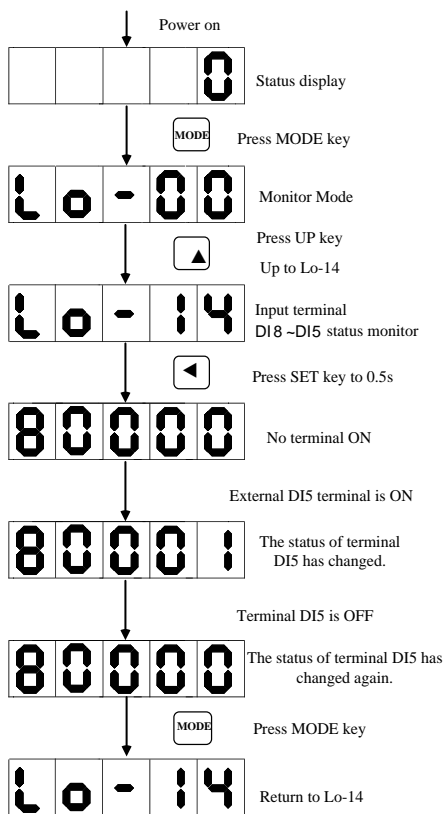 Power on
0
Status display
MODE
Press MODE key
Lo-00
Monitor Mode
Press UP key
Up to Lo-14
Lo-14
Input terminal
DI8 ~DI5 status monitor
Press SET key to 0.5s
80000
No terminal ON
External DI5 terminal is ON
80001
The status of terminal
DI5 has changed.
Terminal DI5 is OFF
80000
The status of terminal DI5 has
changed again.
MODE
Press MODE key
Lo-14
Return to Lo-14